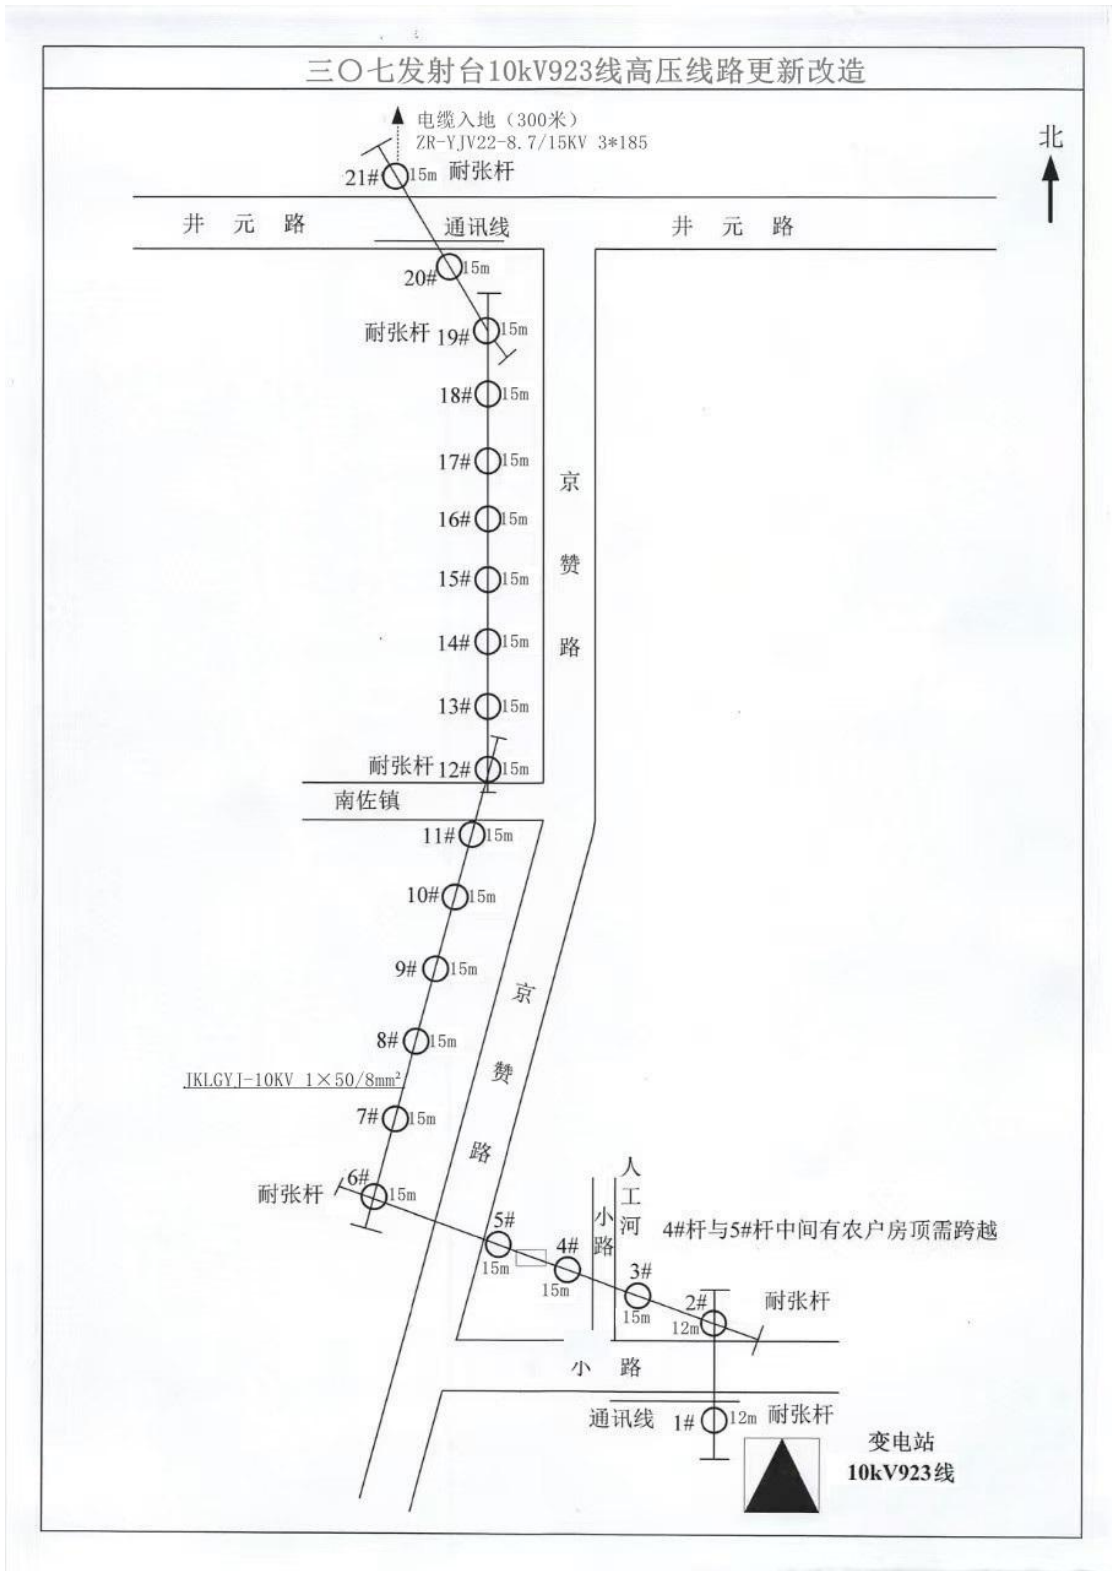 三〇七发射台10kV923线高压线路更新改造
电缆入地（300米）
ZR-YJV22-8.7/15KV 3*185
北
21# 15m 耐张杆
井元路 通讯线 井元路
20# 15m
耐张杆 19# 15m
18# 15m
17# 15m
京赞路
16# 15m
15# 15m
14# 15m
13# 15m
耐张杆 12# 15m
南佐镇
11# 15m
10# 15m
9# 15m
京赞路
8# 15m
JKLGYJ-10KV 1×50/8mm²
7# 15m
耐张杆 6# 15m
人工河
小路
4#杆与5#杆中间有农户房顶需跨越
5# 15m
4# 15m
3# 15m
2# 12m 耐张杆
小路
通讯线 1# 12m 耐张杆
变电站
10kV923线